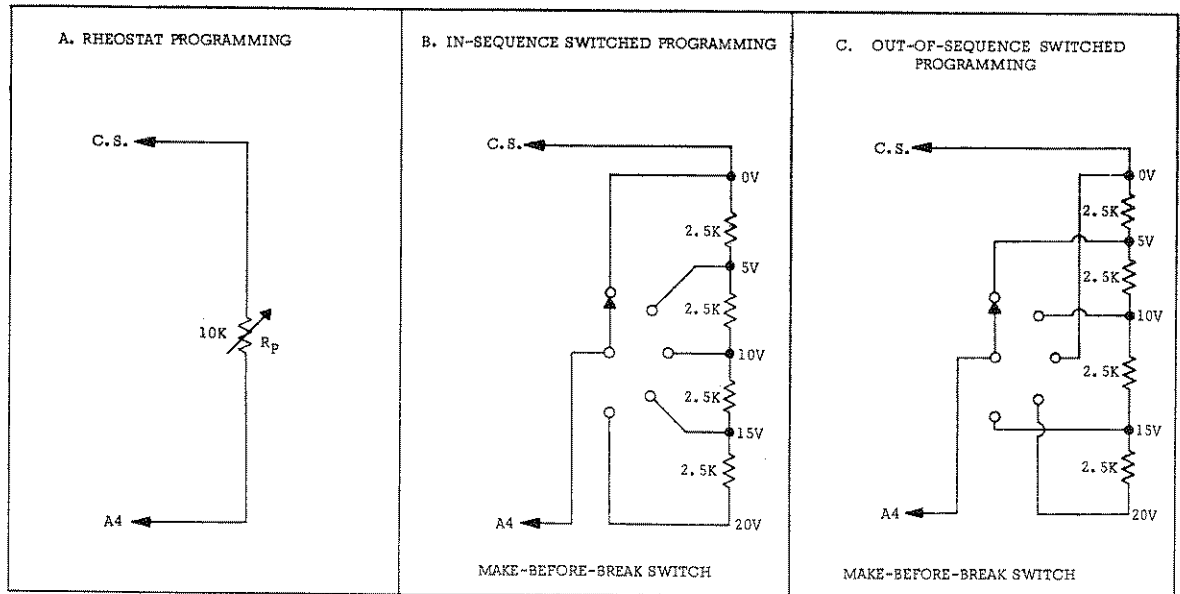 A. RHEOSTAT PROGRAMMING
C.S.
10K
R_P
A4
B. IN-SEQUENCE SWITCHED PROGRAMMING
C.S.
0V
2.5K
5V
2.5K
10V
2.5K
15V
2.5K
A4
20V
MAKE-BEFORE-BREAK SWITCH
C. OUT-OF-SEQUENCE SWITCHED
PROGRAMMING
C.S.
0V
2.5K
5V
2.5K
10V
2.5K
15V
2.5K
A4
20V
MAKE-BEFORE-BREAK SWITCH